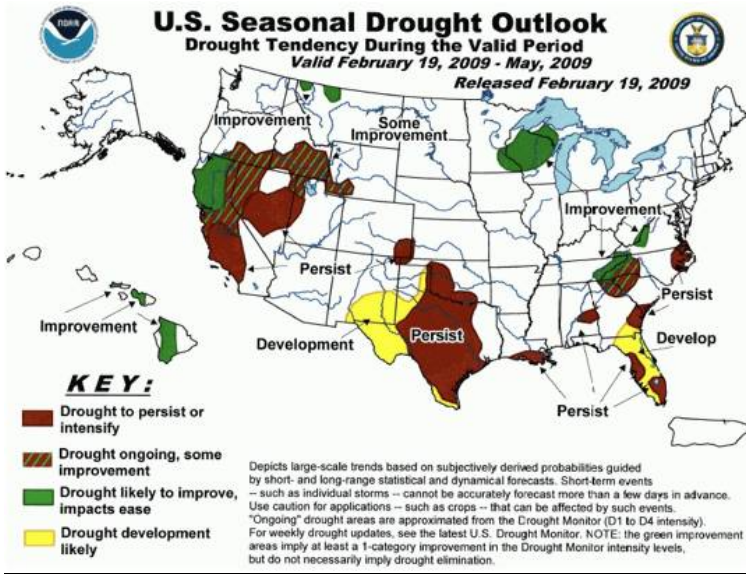 NOAA
U.S. Seasonal Drought Outlook
Drought Tendency During the Valid Period
Valid February 19, 2009 - May, 2009
Released February 19, 2009
Improvement
Some
Improvement
Improvement
Persist
Persist
Improvement
Development
Persist
Develop
Persist
KEY:
Drought to persist or
intensify
Drought ongoing, some
improvement
Drought likely to improve,
impacts ease
Drought development
likely
Depicts large-scale trends based on subjectively derived probabilities guided
by short- and long-range statistical and dynamical forecasts. Short-term events
-- such as individual storms -- cannot be accurately forecast more than a few days in advance.
Use caution for applications -- such as crops -- that can be affected by such events.
"Ongoing" drought areas are approximated from the Drought Monitor (D1 to D4 intensity).
For weekly drought updates, see the latest U.S. Drought Monitor. NOTE: the green improvement
areas imply at least a 1-category improvement in the Drought Monitor intensity levels,
but do not necessarily imply drought elimination.